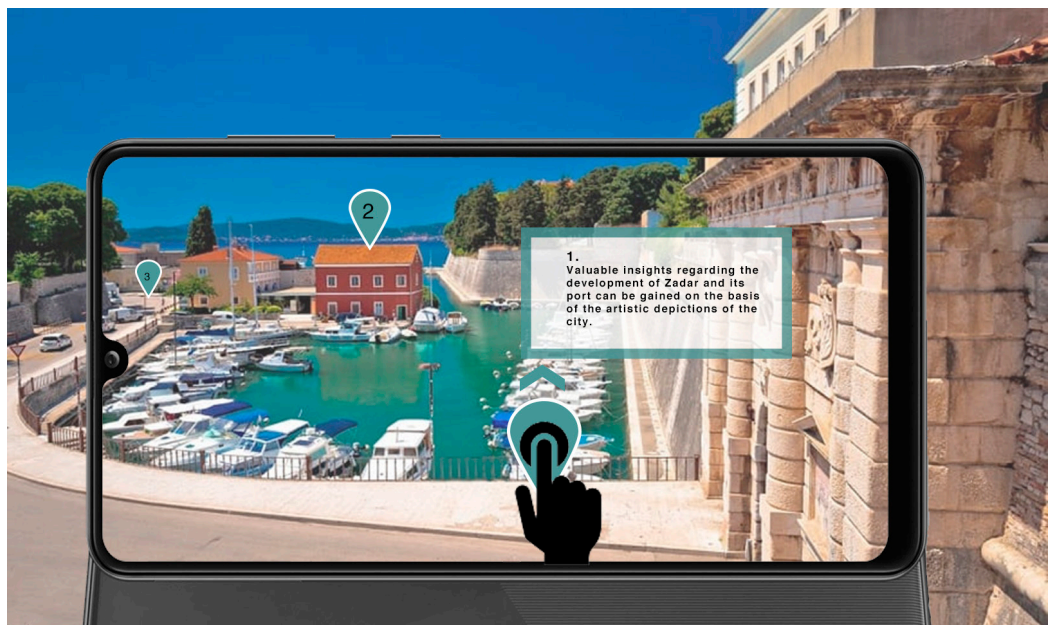 2
3
1.
Valuable insights regarding the
development of Zadar and its
port can be gained on the basis
of the artistic depictions of the
city.